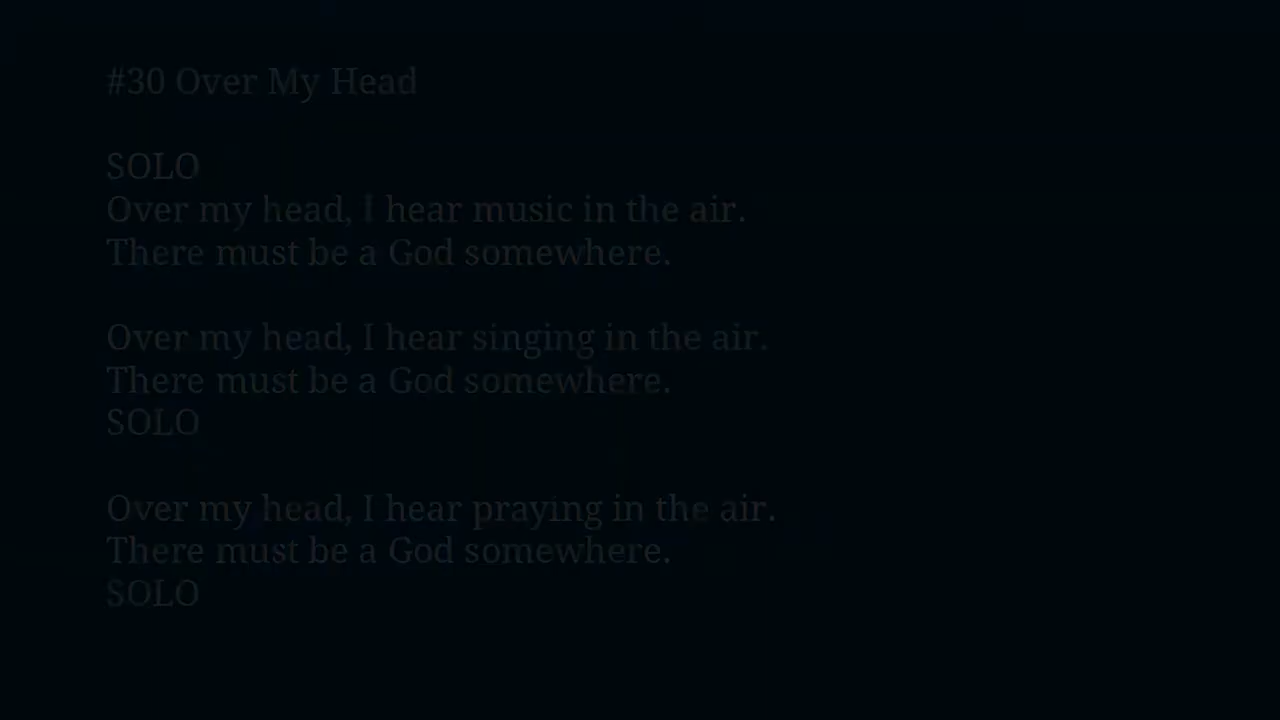 #30 Over My Head
SOLO
Over my head, I hear music in the air.
There must be a God somewhere.
Over my head, I hear singing in the air.
There must be a God somewhere.
SOLO
Over my head, I hear praying in the air.
There must be a God somewhere.
SOLO